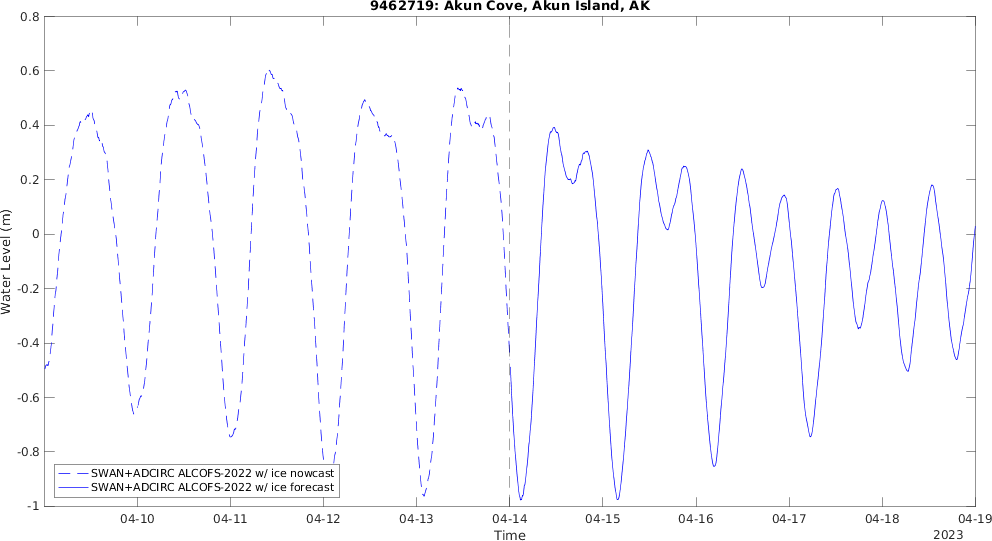 9462719: Akun Cove, Akun Island, AK
0.8
0.6
0.4
0.2
0
-0.2
-0.4
-0.6
-0.8
-1
Water Level (m)
SWAN+ADCIRC ALCOFS-2022 w/ ice nowcast
SWAN+ADCIRC ALCOFS-2022 w/ ice forecast
04-10 04-11 04-12 04-13 04-14 04-15 04-16 04-17 04-18 04-19
Time
2023